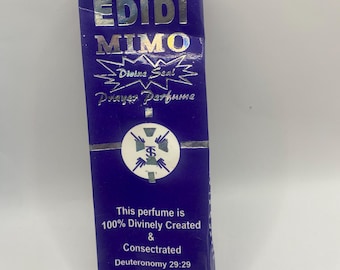 EDIDI
MIMO
Divine Seal
Prayer Perfume
This perfume is
100% Divinely Created
&
Consectrated
Deuteronomy 29:29